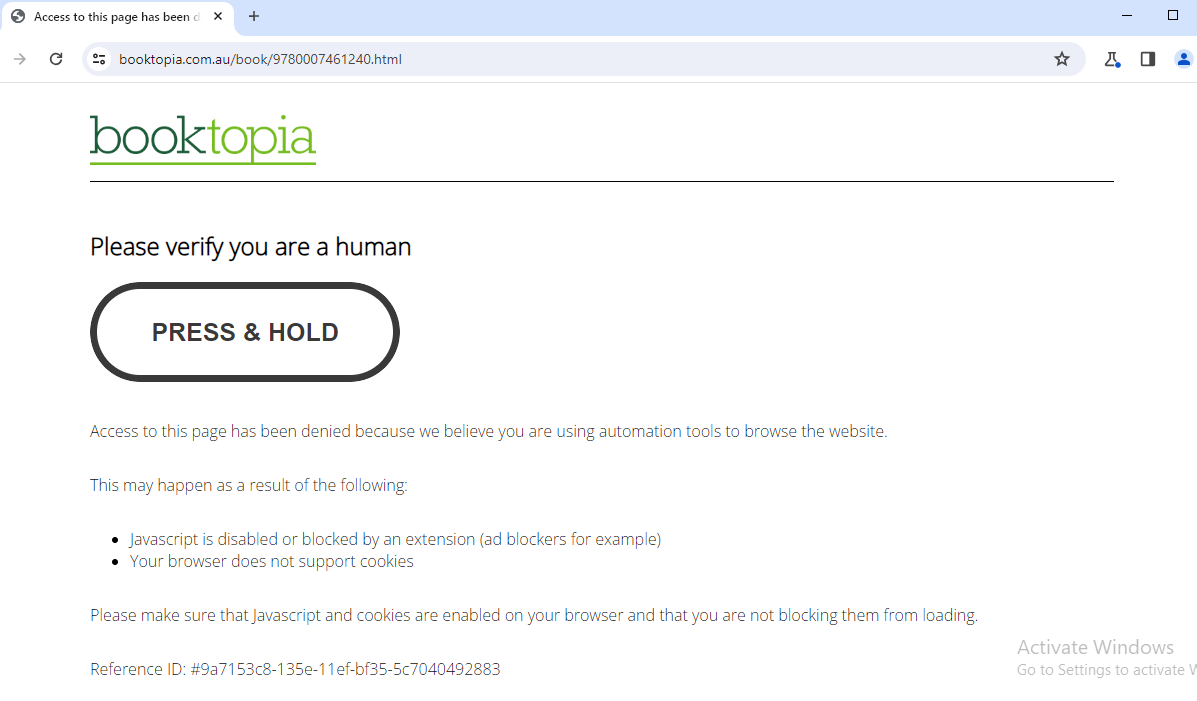 Access to this page has been d
booktopia.com.au/book/9780007461240.html
booktopia
Please verify you are a human
PRESS & HOLD
Access to this page has been denied because we believe you are using automation tools to browse the website.
This may happen as a result of the following:
Javascript is disabled or blocked by an extension (ad blockers for example)
Your browser does not support cookies
Please make sure that Javascript and cookies are enabled on your browser and that you are not blocking them from loading.
Reference ID: #9a7153c8-135e-11ef-bf35-5c7040492883
Activate Windows
Go to Settings to activate W